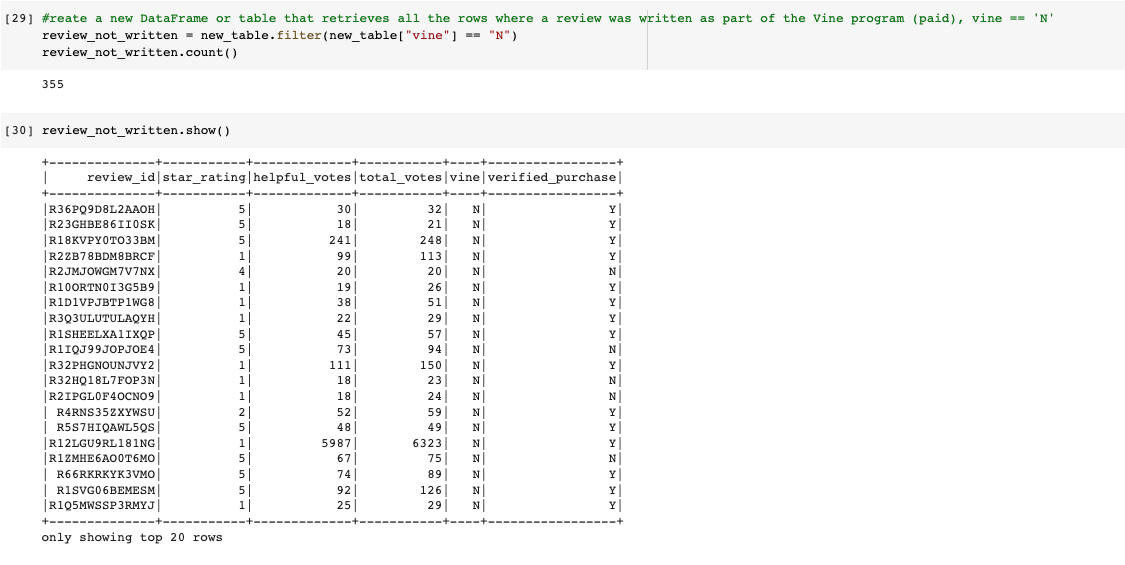 [29] #reate a new DataFrame or table that retrieves all the rows where a review was written as part of the Vine program (paid), vine == 'N'
review_not_written = new_table.filter(new_table["vine"] == "N")
review_not_written.count()
355
[30] review_not_written.show()
+--------------+-----------+-------------+-----------+----+-----------------+
|     review_id|star_rating|helpful_votes|total_votes|vine|verified_purchase|
+--------------+-----------+-------------+-----------+----+-----------------+
|R36PQ9D8L2AAOH|          5|           30|         32|   N|                Y|
|R23GHBE86II0SK|          5|           18|         21|   N|                Y|
|R18KVPY0TO33BM|          5|          241|        248|   N|                Y|
|R2ZB78BDM8BRCF|          1|           99|        113|   N|                Y|
|R2JMJOWGM7V7NX|          4|           20|         20|   N|                N|
|R10ORTN0I3G5B9|          1|           19|         26|   N|                Y|
|R1D1VPJBTP1WG8|          1|           38|         51|   N|                Y|
|R3Q3ULUTULAQYH|          1|           22|         29|   N|                Y|
|R1SHEELXA1IXQP|          5|           45|         57|   N|                Y|
|R1IQJ99JOPJOE4|          5|           73|         94|   N|                N|
|R32PHGNOUNJVY2|          1|          111|        150|   N|                Y|
|R32HQ18L7FOP3N|          1|           18|         23|   N|                N|
|R2IPGL0F4OCNO9|          1|           18|         24|   N|                N|
| R4RNS35ZXYWSU|          2|           52|         59|   N|                Y|
| R5S7HIQAWL5QS|          5|           48|         49|   N|                Y|
|R12LGU9RL181NG|          1|         5987|       6323|   N|                Y|
|R1ZMHE6AO0T6MO|          5|           67|         75|   N|                N|
| R66RKRKYK3VMO|          5|           74|         89|   N|                Y|
| R1SVG06BEMESM|          5|           92|        126|   N|                Y|
|R1Q5MWSSP3RMYJ|          1|           25|         29|   N|                Y|
+--------------+-----------+-------------+-----------+----+-----------------+
only showing top 20 rows